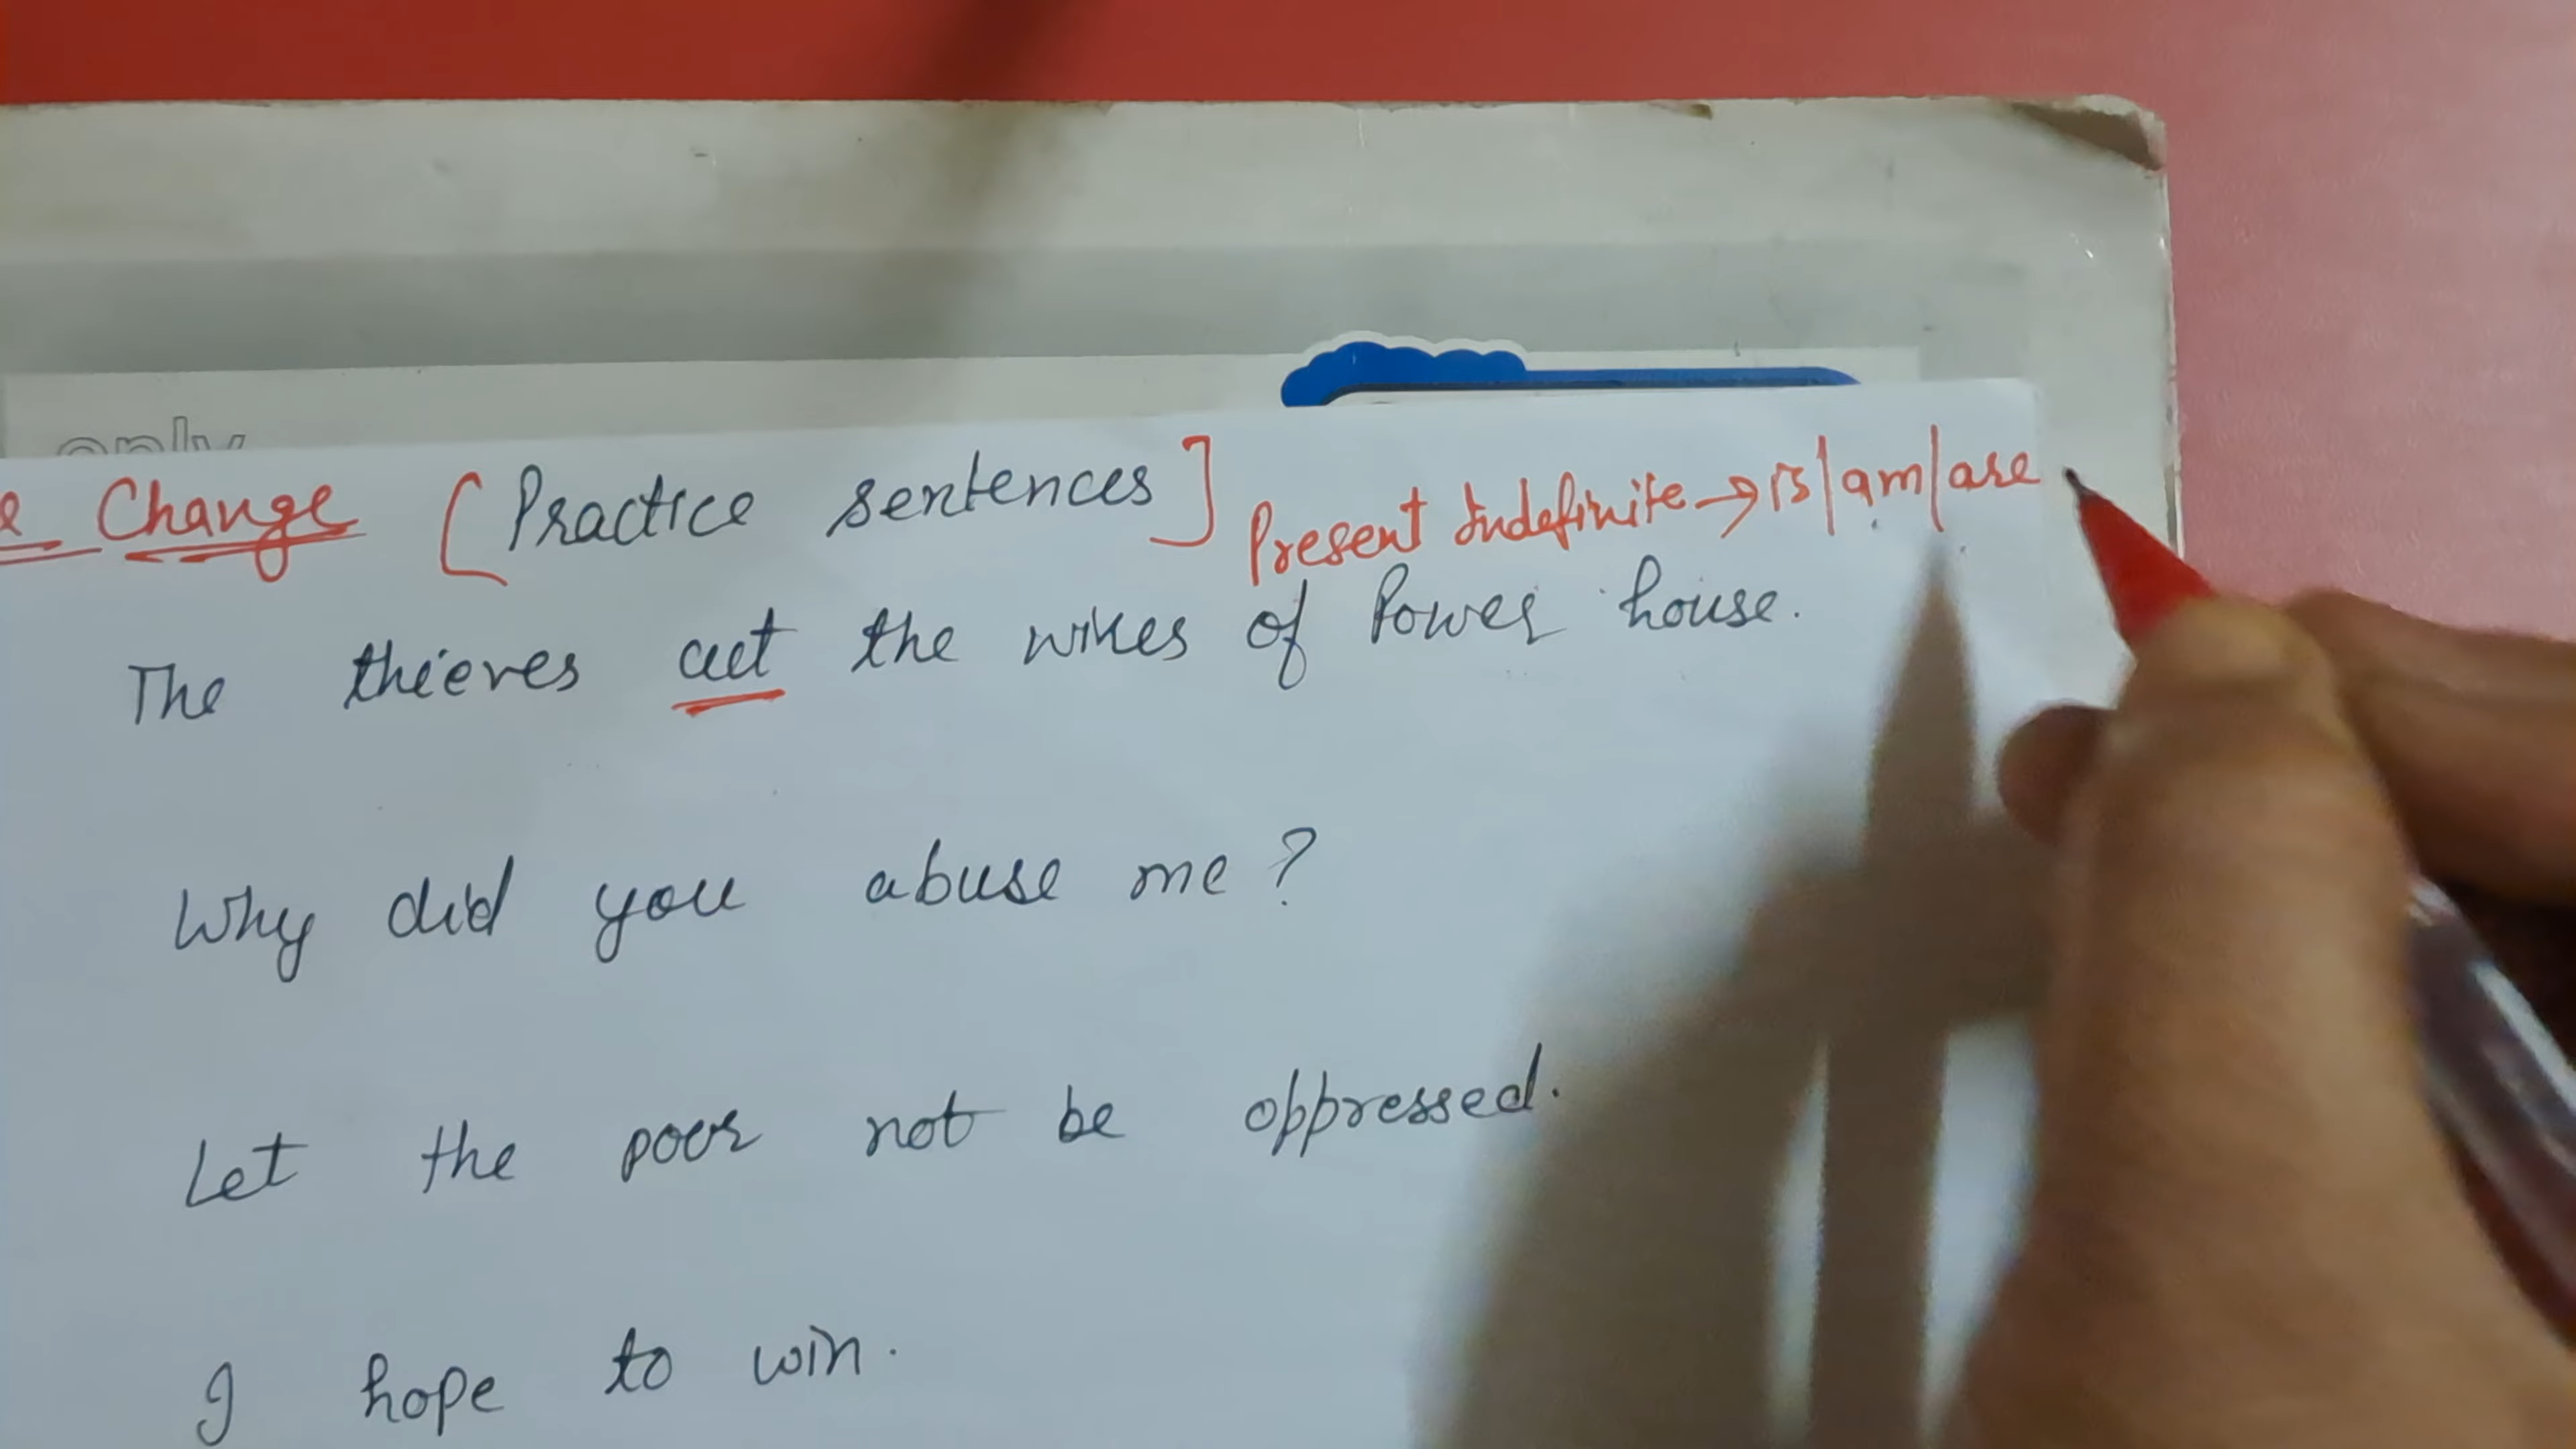 only
Change [Practice sentences] Present Indefinite → is/am/are
The thieves cut the wires of Power house.
Why did you abuse me?
Let the poor not be oppressed.
I hope to win.